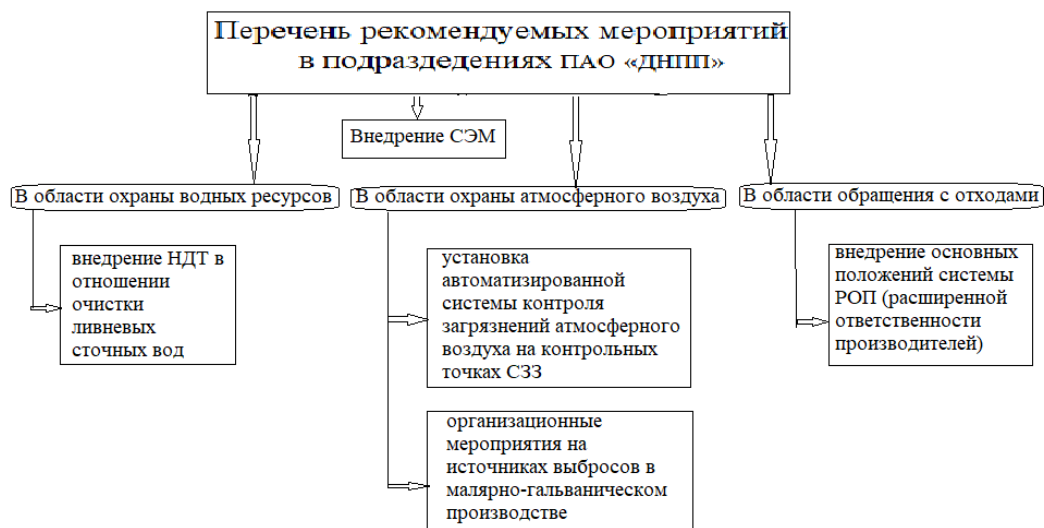 Перечень рекомендуемых мероприятий
в подраздедениях ПАО «ДНПП»
Внедрение СЭМ
В области охраны водных ресурсов
В области охраны атмосферного воздуха
В области обращения с отходами
внедрение НДТ в
отношении
очистки
ливневых
сточных вод
установка
автоматизированной
системы контроля
загрязнений атмосферного
воздуха на контрольных
точках СЗЗ
внедрение основных
положений системы
РОП (расширенной
ответственности
производителей)
организационные
мероприятия на
источниках выбросов в
малярно-гальваническом
производстве